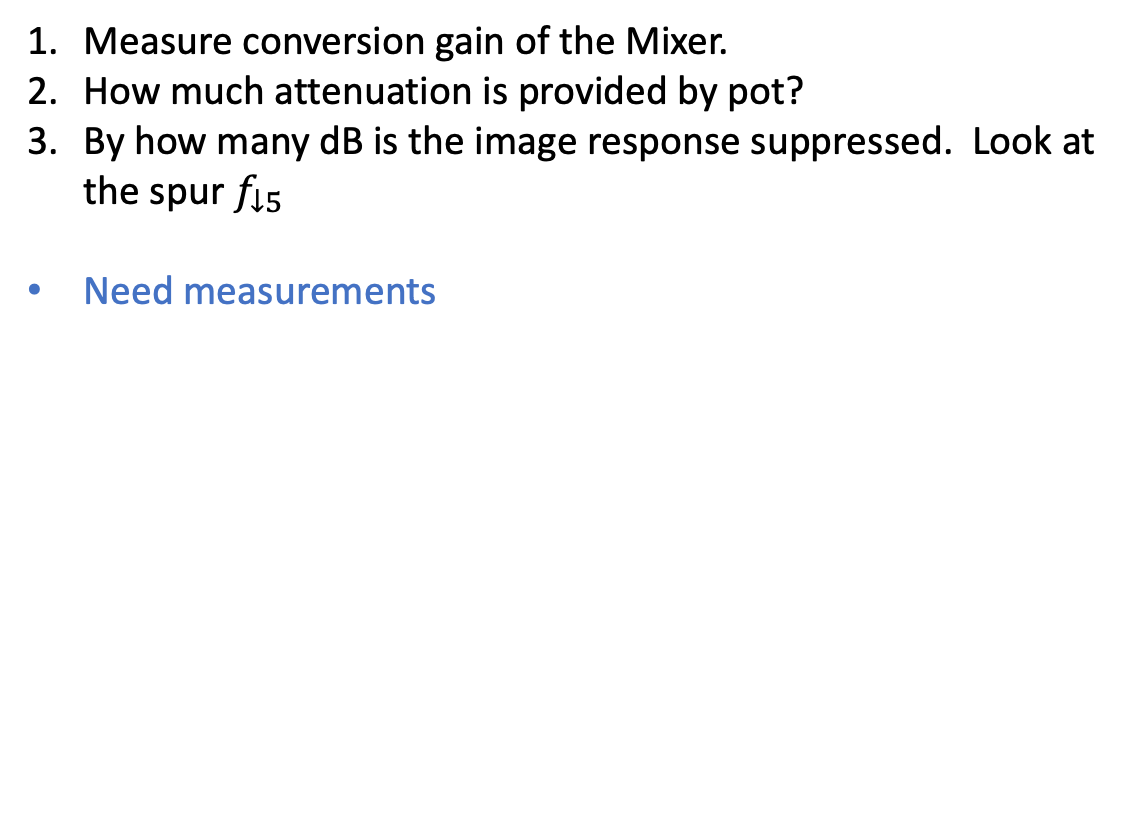 1. Measure conversion gain of the Mixer.
2. How much attenuation is provided by pot?
3. By how many dB is the image response suppressed.  Look at
the spur 𝑓↓5
• Need measurements